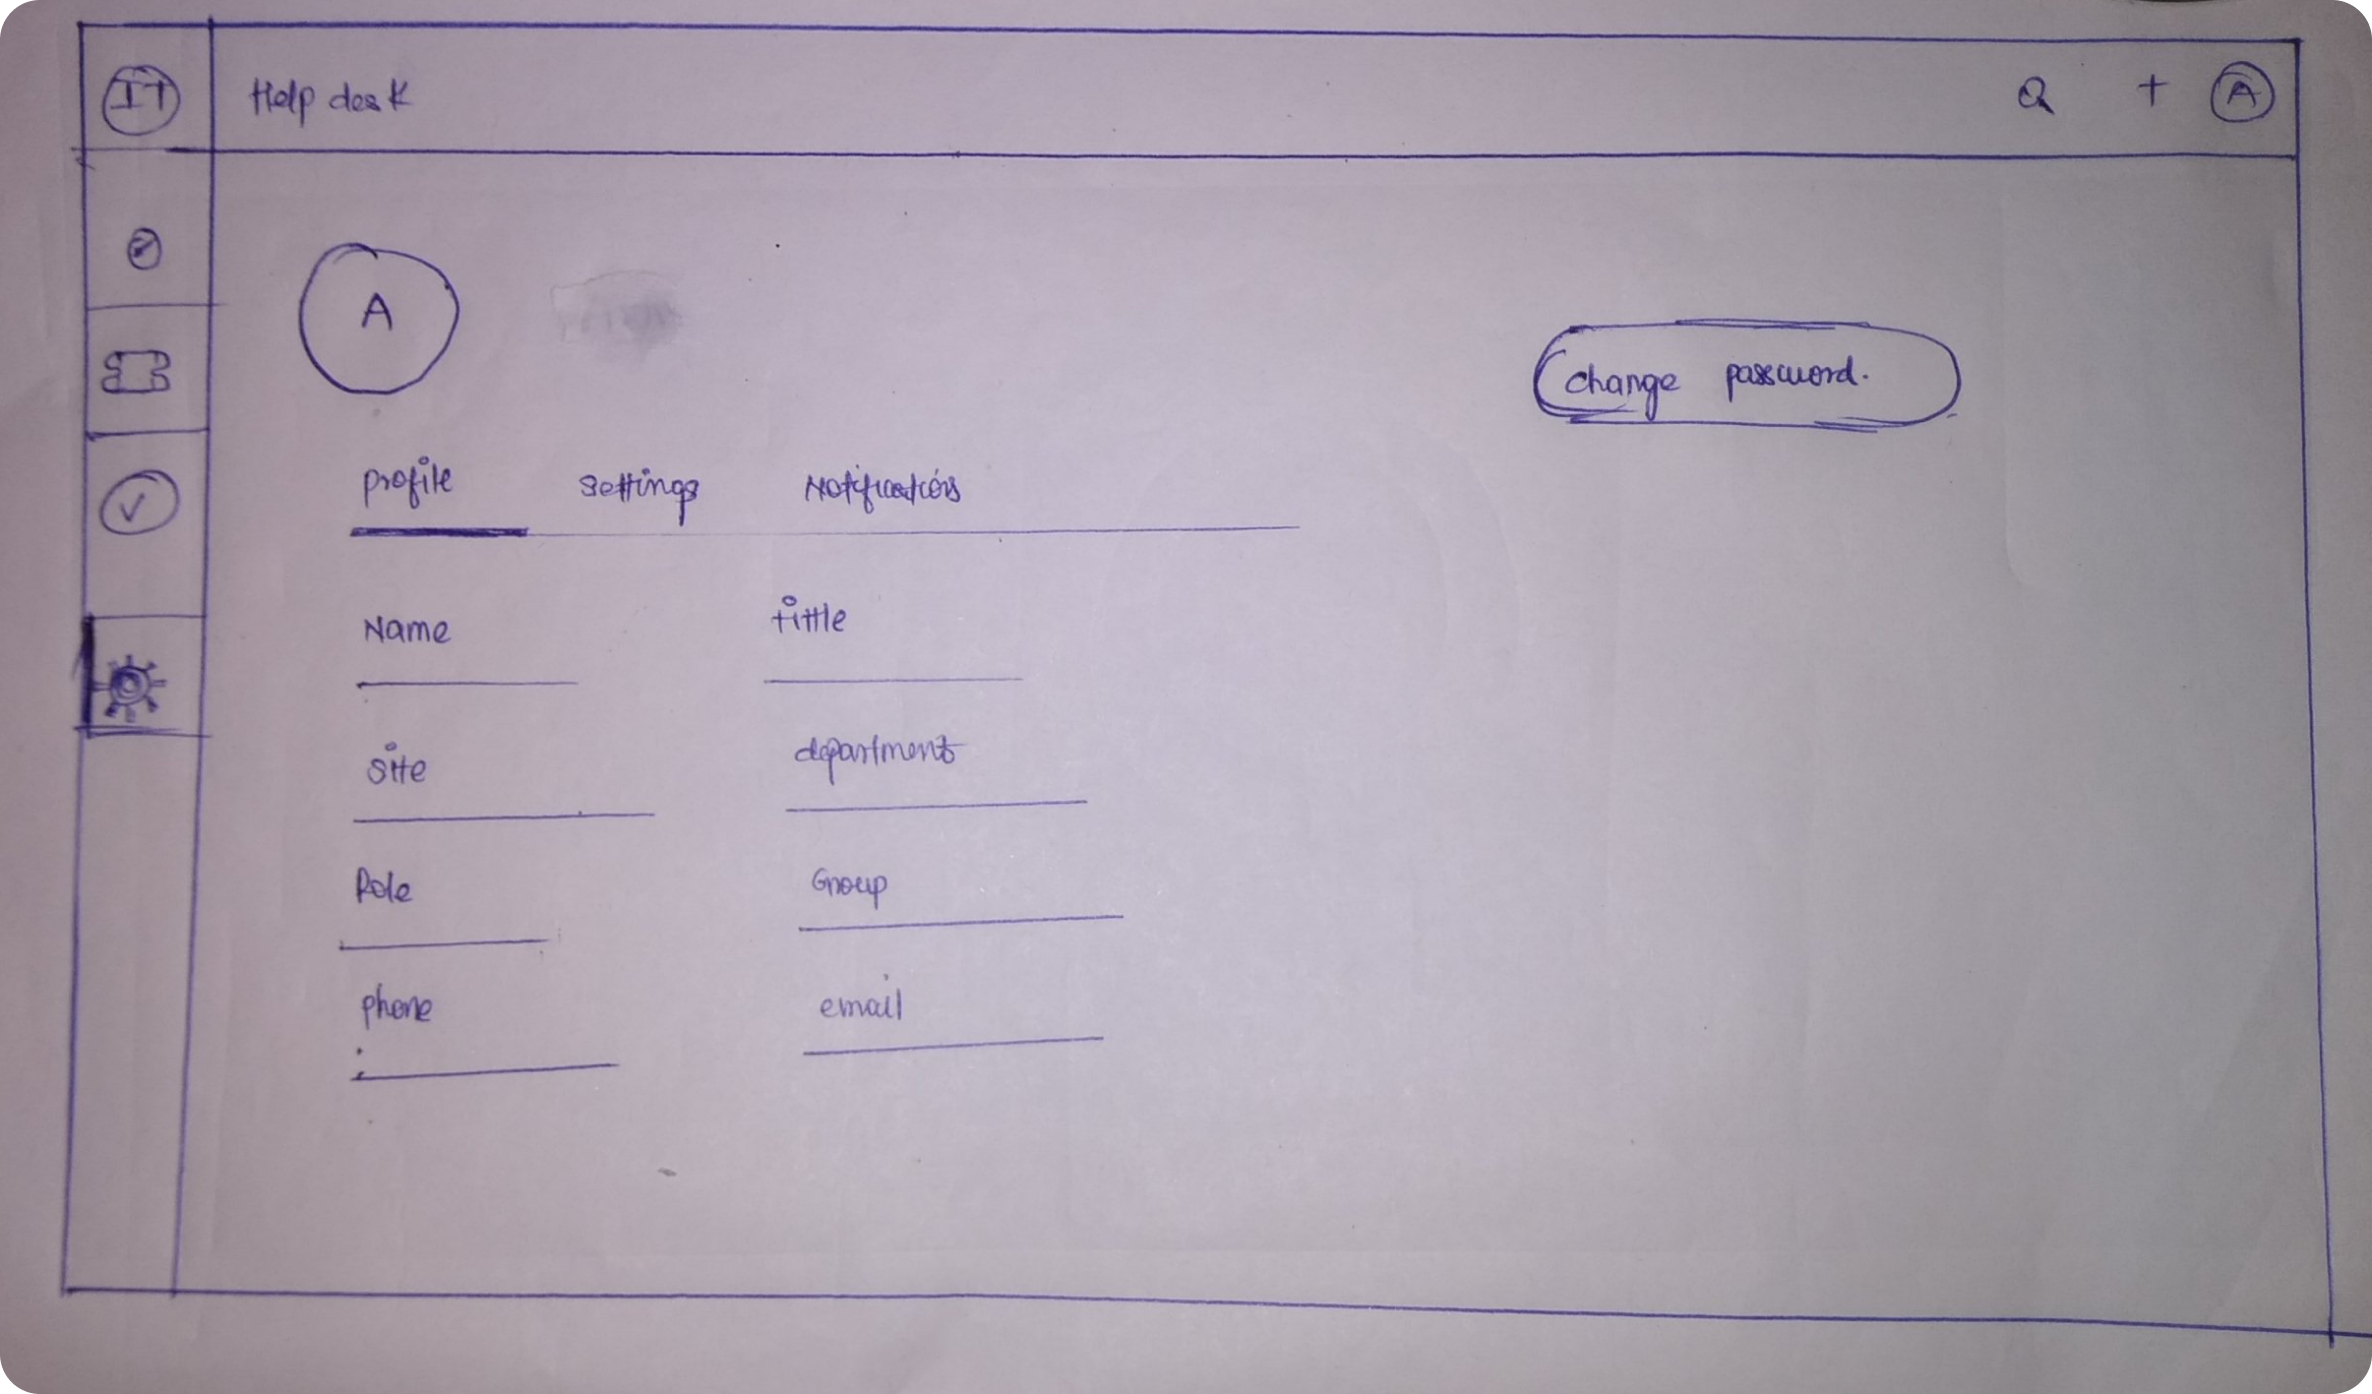 IT Help desk Q + A
A
change password.
profile settings Notifications
Name tittle
site department
Role Group
phone email